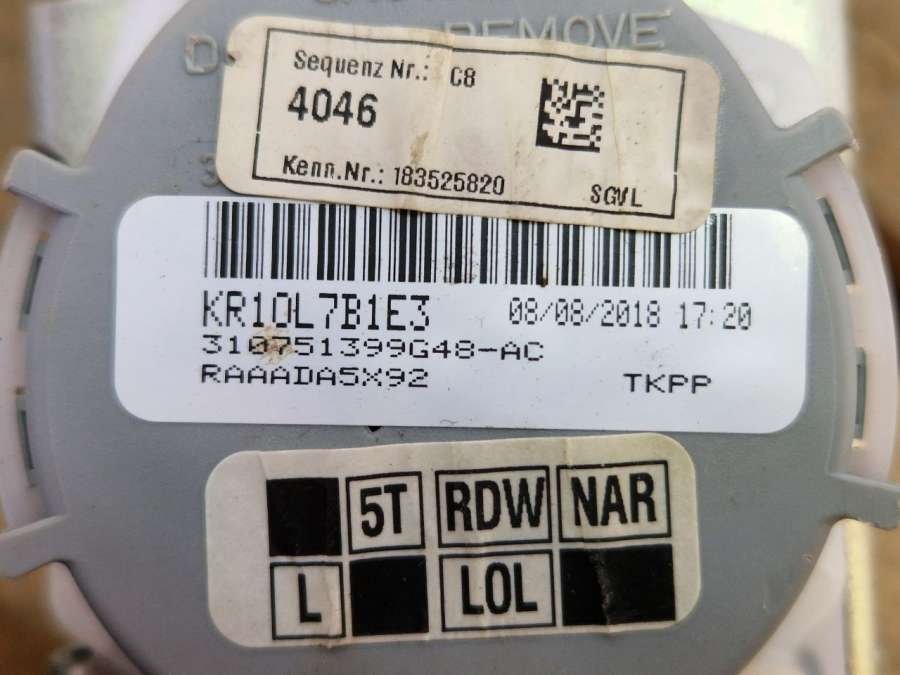 REMOVE
Sequenz Nr.: C8
4046
Kenn.Nr.: 183525820 SGVL
KR10L7B1E3 08/08/2018 17:20
310751399G48-AC
RAAADA5X92 TKPP
5T RDW NAR
L LOL